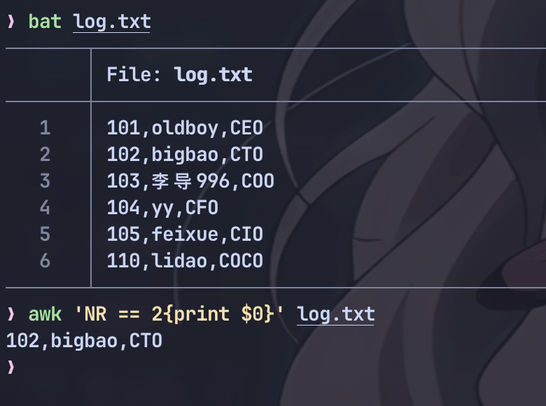 ❯ bat log.txt
File: log.txt
1 101,oldboy,CEO
2 102,bigbao,CTO
3 103,李导996,COO
4 104,yy,CFO
5 105,feixue,CIO
6 110,lidao,COCO
❯ awk 'NR == 2{print $0}' log.txt
102,bigbao,CTO
❯